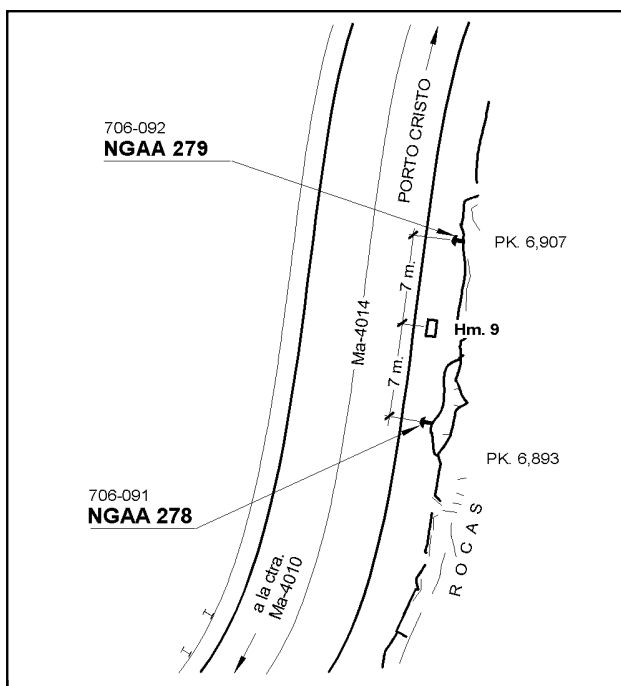 706-092
NGAA 279
PORTO CRISTO
PK. 6,907
7 m.
Hm. 9
Ma-4014
7 m.
PK. 6,893
706-091
NGAA 278
ROCAS
a la ctra.
Ma-4010